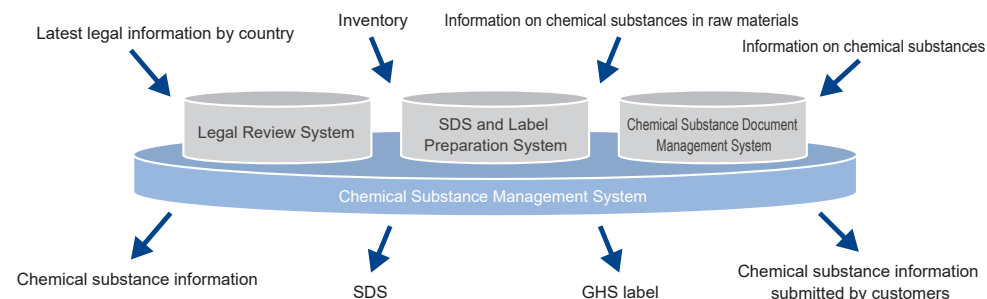 Latest legal information by country
Inventory
Information on chemical substances in raw materials
Information on chemical substances
Legal Review System
SDS and Label
Preparation System
Chemical Substance Document
Management System
Chemical Substance Management System
Chemical substance information
SDS
GHS label
Chemical substance information
submitted by customers